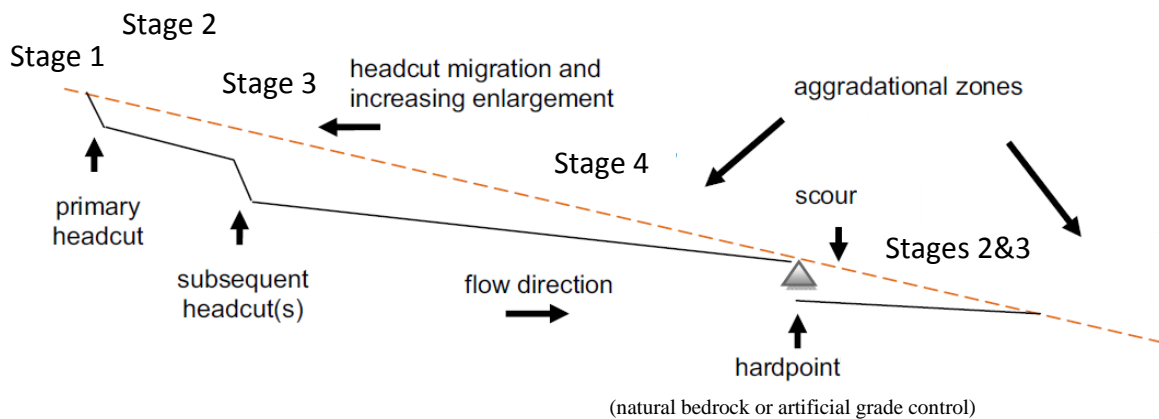 Stage 1
Stage 2
Stage 3
headcut migration and
increasing enlargement
aggradational zones
Stage 4
scour
Stages 2&3
primary
headcut
subsequent
headcut(s)
flow direction
hardpoint
(natural bedrock or artificial grade control)